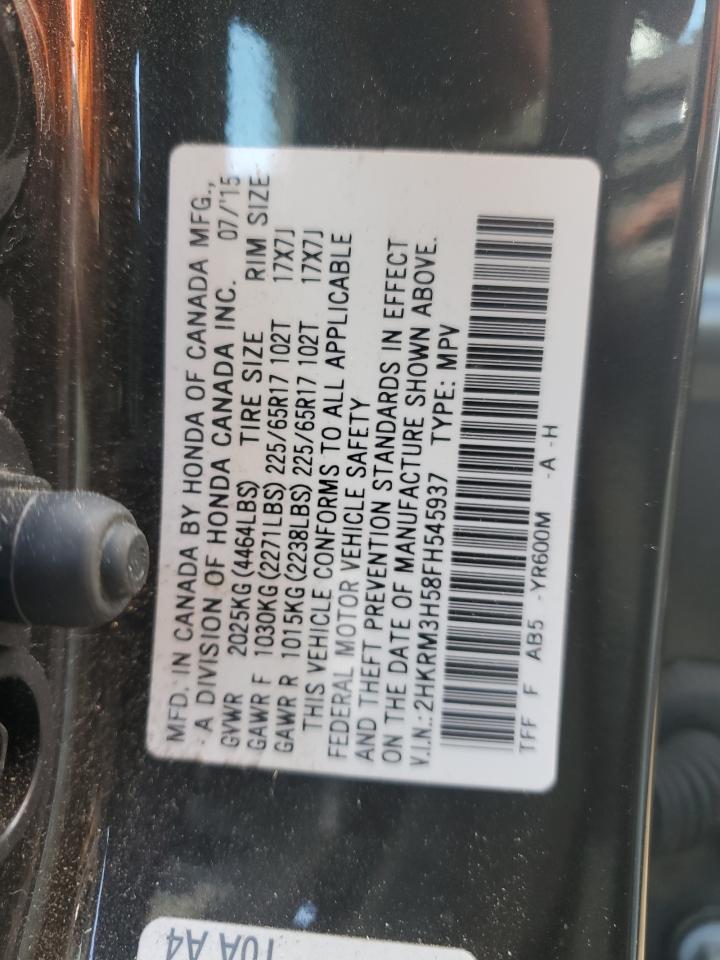 MFD. IN CANADA BY HONDA OF CANADA MFG.,
A DIVISION OF HONDA CANADA INC. 07/'15
GVWR 2025KG (4464LBS) TIRE SIZE RIM SIZE
GAWR F 1030KG (2271LBS) 225/65R17 102T 17X7J
GAWR R 1015KG (2238LBS) 225/65R17 102T 17X7J
THIS VEHICLE CONFORMS TO ALL APPLICABLE
FEDERAL MOTOR VEHICLE SAFETY
AND THEFT PREVENTION STANDARDS IN EFFECT
ON THE DATE OF MANUFACTURE SHOWN ABOVE.
V.I.N.: 2HKRM3H58FH545937 TYPE: MPV
TFF F AB5 -YR600M -A -H
10A A4